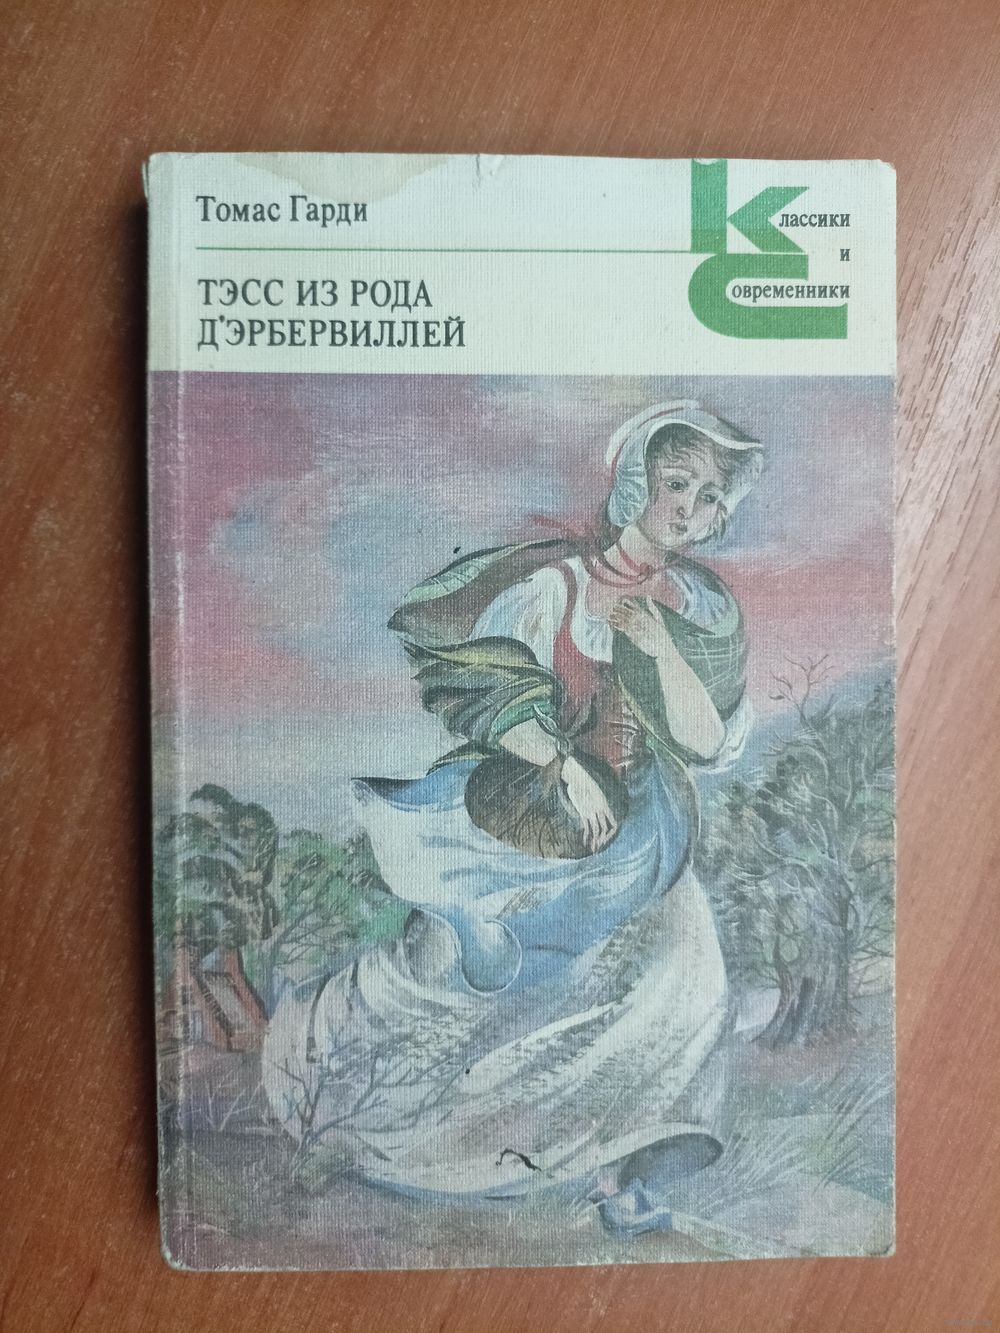 Томас Гарди
ТЭСС ИЗ РОДА
Д'ЭРБЕРВИЛЛЕЙ
Классики
и
Современники